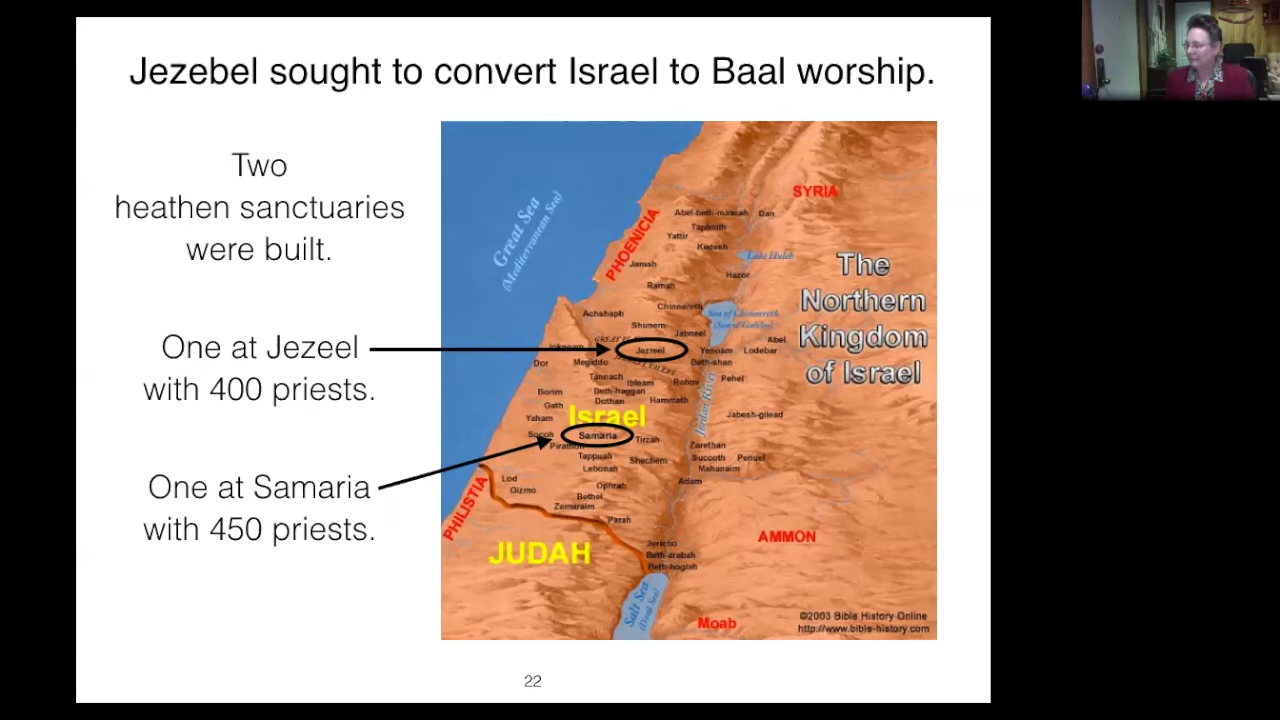 Jezebel sought to convert Israel to Baal worship.
Two
heathen sanctuaries
were built.
One at Jezeel
with 400 priests.
One at Samaria
with 450 priests.
Great Sea
(Mediterranean Sea)
PHOENICIA
SYRIA
Abel-beth-maacah
Dan
Taphnith
Yattir
Kedesh
Lake Huleh
Jamah
Hazor
Ramah
The
Northern
Kingdom
of Israel
Chinnereth
Achshaph
Sea of Chinnereth
(Sea of Galilee)
Shunem
Jabneel
Abel
Jokneam
Jezreel
Yenoam
Lodebar
Dor
Megiddo
Beth-shan
Taanach
Ibleam
Rehov
Pehel
Borim
Beth-haggan
Dothan
Hammath
Gath
Jordan River
Israel
Yaham
Jabesh-gilead
Socoh
Samaria
Tirzah
Zarethan
Tappuah
Shechem
Succoth
Penuel
Lebonah
Mahanaim
Lod
Gizmo
Ophrah
Adam
Bethel
Zemaraim
PHILISTIA
Parah
JUDAH
AMMON
Jericho
Beth-arabah
Beth-hoglah
Salt Sea
(Dead Sea)
Moab
©2003 Bible History Online
http://www.bible-history.com
22